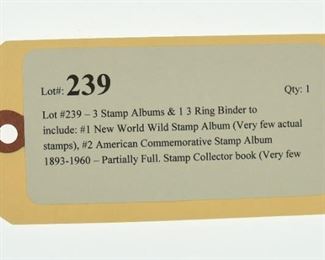 Lot#: 239 Qty: 1
Lot #239 – 3 Stamp Albums & 1 3 Ring Binder to
include: #1 New World Wild Stamp Album (Very few actual
stamps), #2 American Commemorative Stamp Album
1893-1960 – Partially Full. Stamp Collector book (Very few